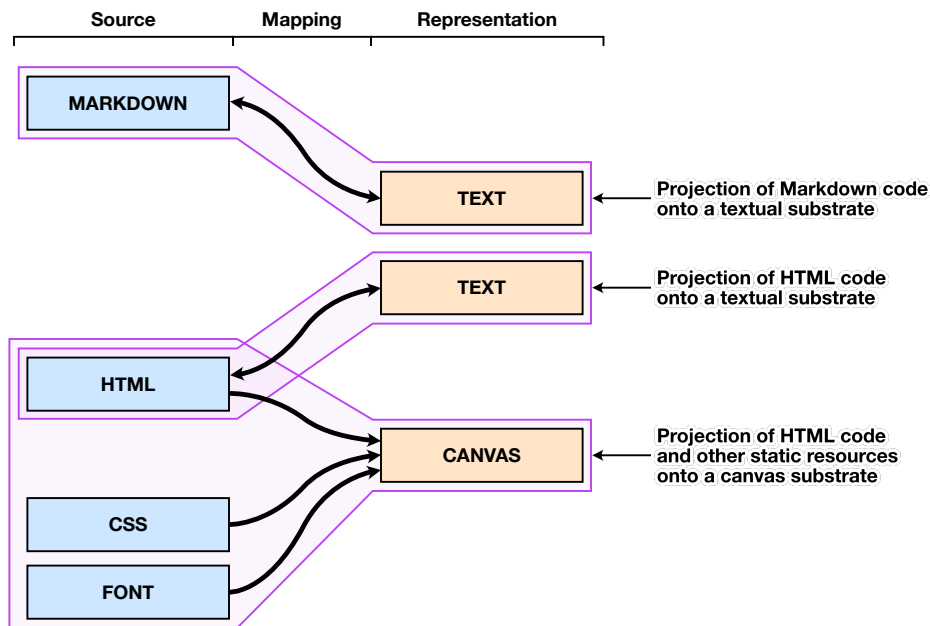 Source Mapping Representation
MARKDOWN
TEXT
Projection of Markdown code
onto a textual substrate
TEXT
Projection of HTML code
onto a textual substrate
HTML
CANVAS
Projection of HTML code
and other static resources
onto a canvas substrate
CSS
FONT